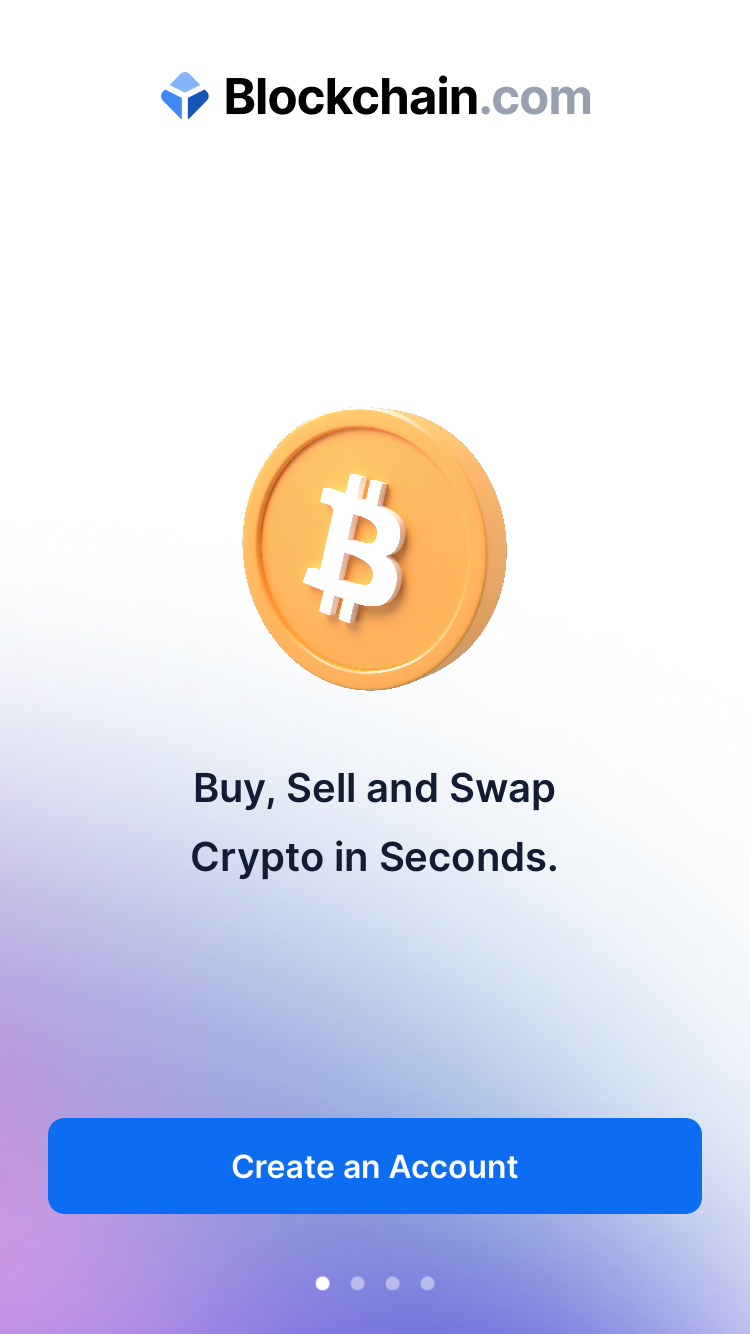 Blockchain.com
Buy, Sell and Swap
Crypto in Seconds.
Create an Account